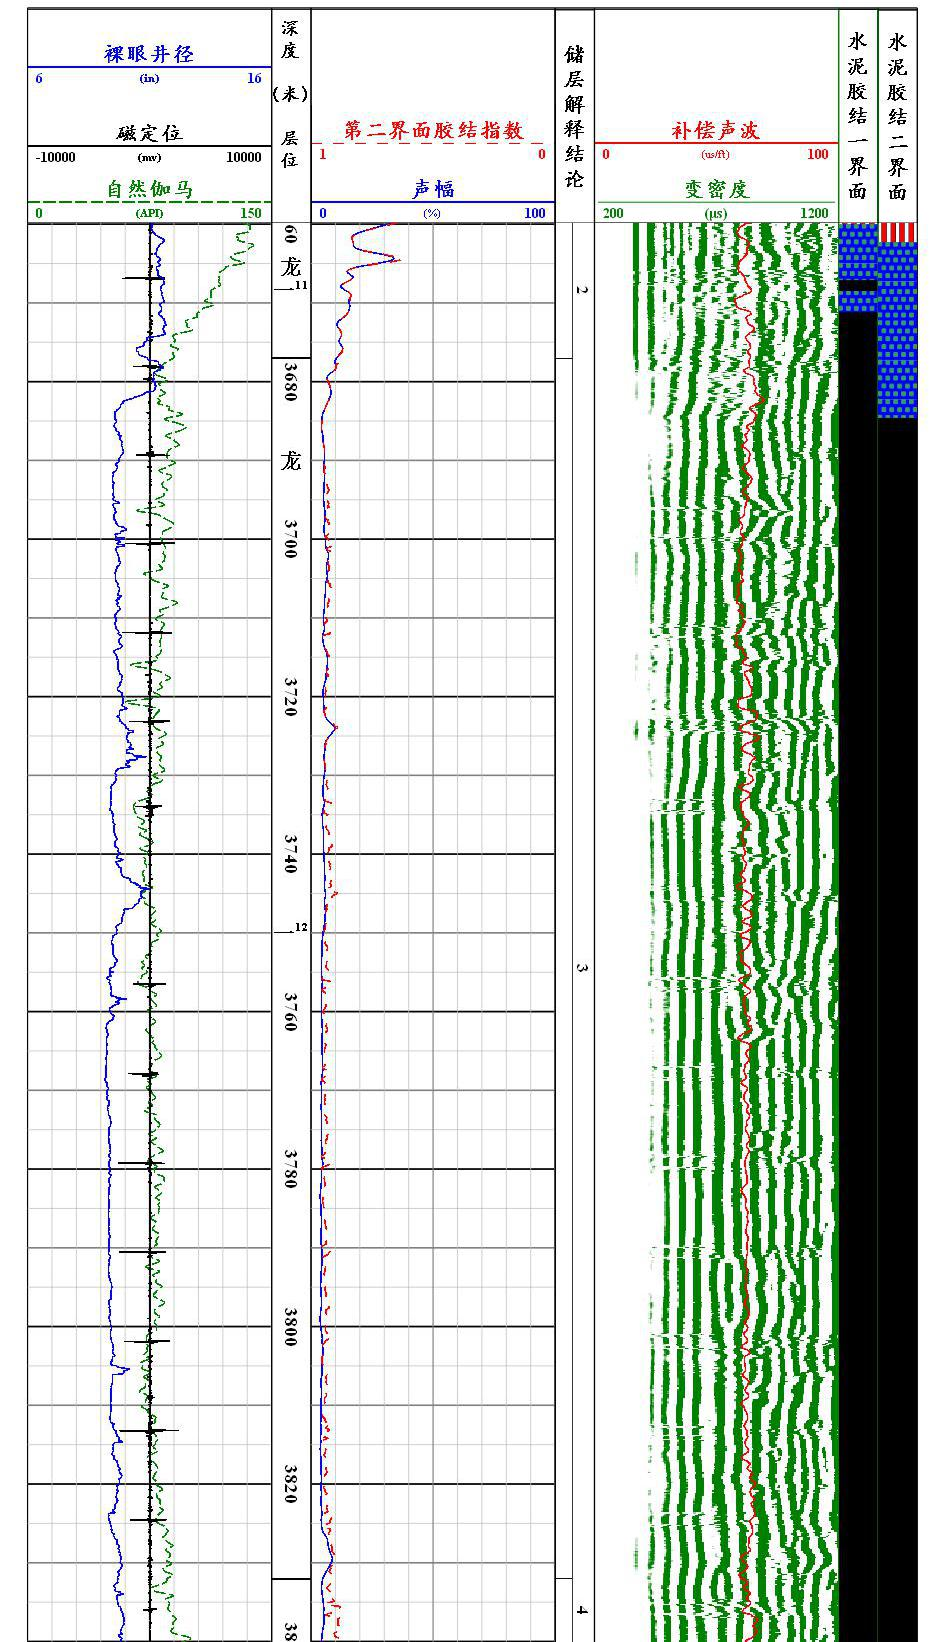 裸眼井径
6 (in) 16
磁定位
-10000 (mv) 10000
自然伽马
0 (API) 150
深度
(米)
层位
第二界面胶结指数
1 0
声幅
0 (%) 100
储层解释结论
补偿声波
0 (us/ft) 100
变密度
200 (μs) 1200
水泥胶结一界面
水泥胶结二界面
60
龙
11
2
3680
龙
3700
3720
3740
12
3
3760
3780
3800
3820
4
38